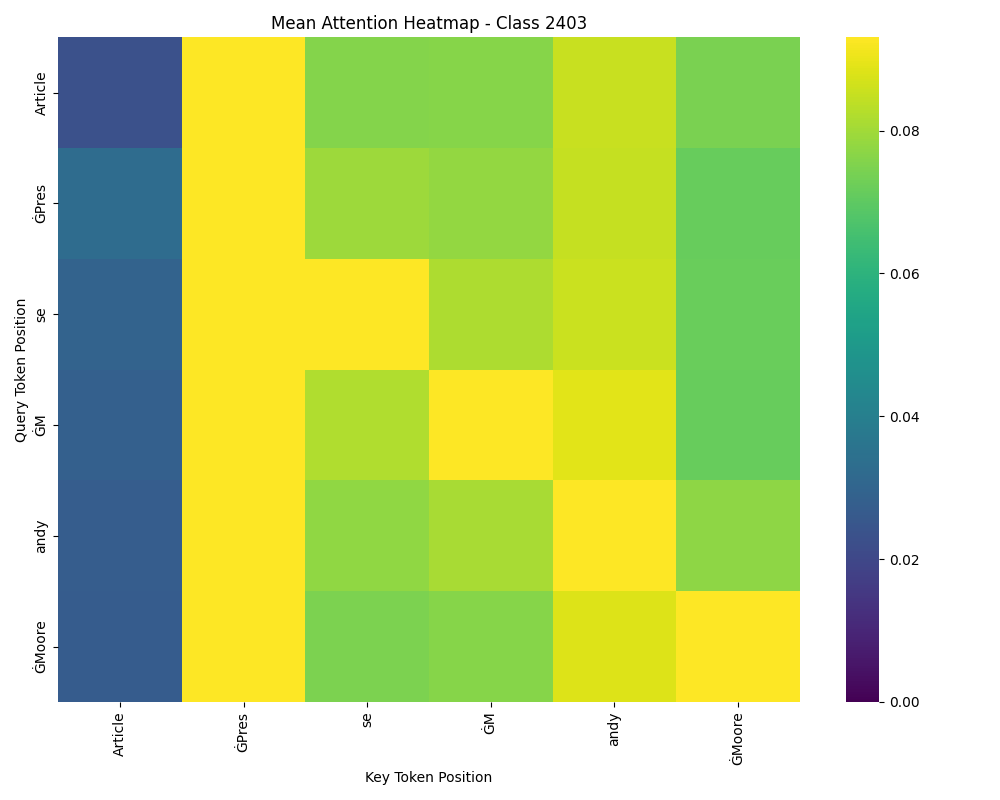 Mean Attention Heatmap - Class 2403
Query Token Position
Article
ĠPres
se
ĠM
andy
ĠMoore
Article
ĠPres
se
ĠM
andy
ĠMoore
Key Token Position
0.08
0.06
0.04
0.02
0.00